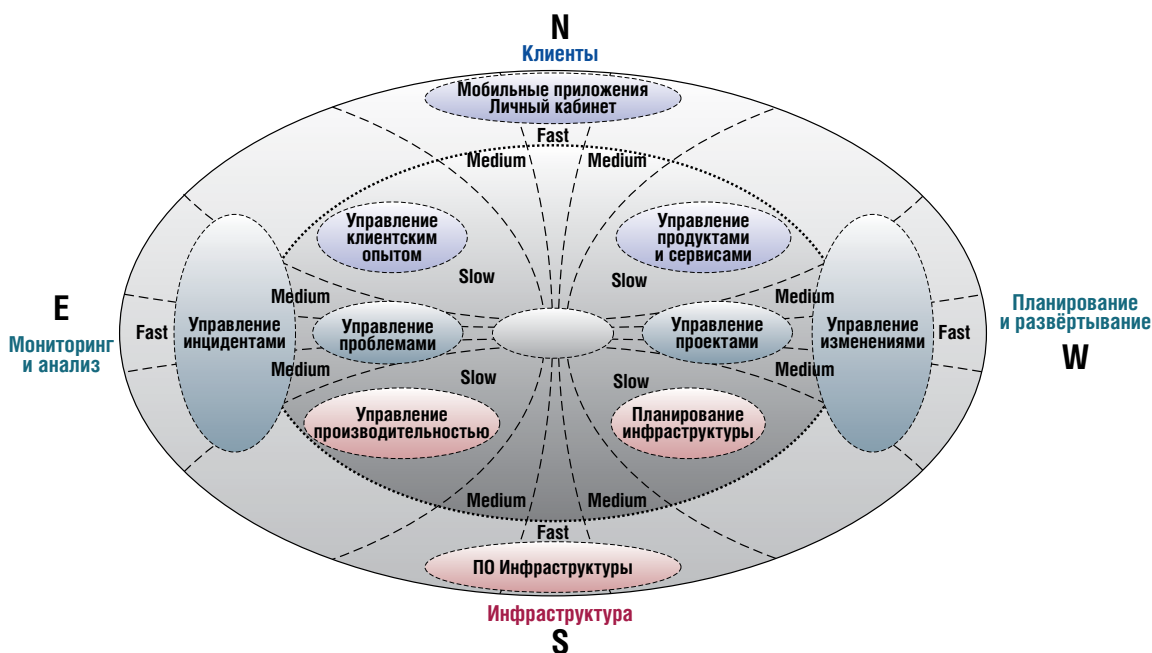 N
Клиенты
Мобильные приложения
Личный кабинет
Fast
Medium
Medium
Управление
клиентским
опытом
Управление
продуктами
и сервисами
Slow
Slow
Medium
Medium
E
Мониторинг
и анализ
Fast
Управление
инцидентами
Управление
проблемами
Управление
проектами
Управление
изменениями
Fast
Планирование
и развёртывание
W
Medium
Medium
Slow
Slow
Управление
производительностью
Планирование
инфраструктуры
Medium
Medium
Fast
ПО Инфраструктуры
Инфраструктура
S